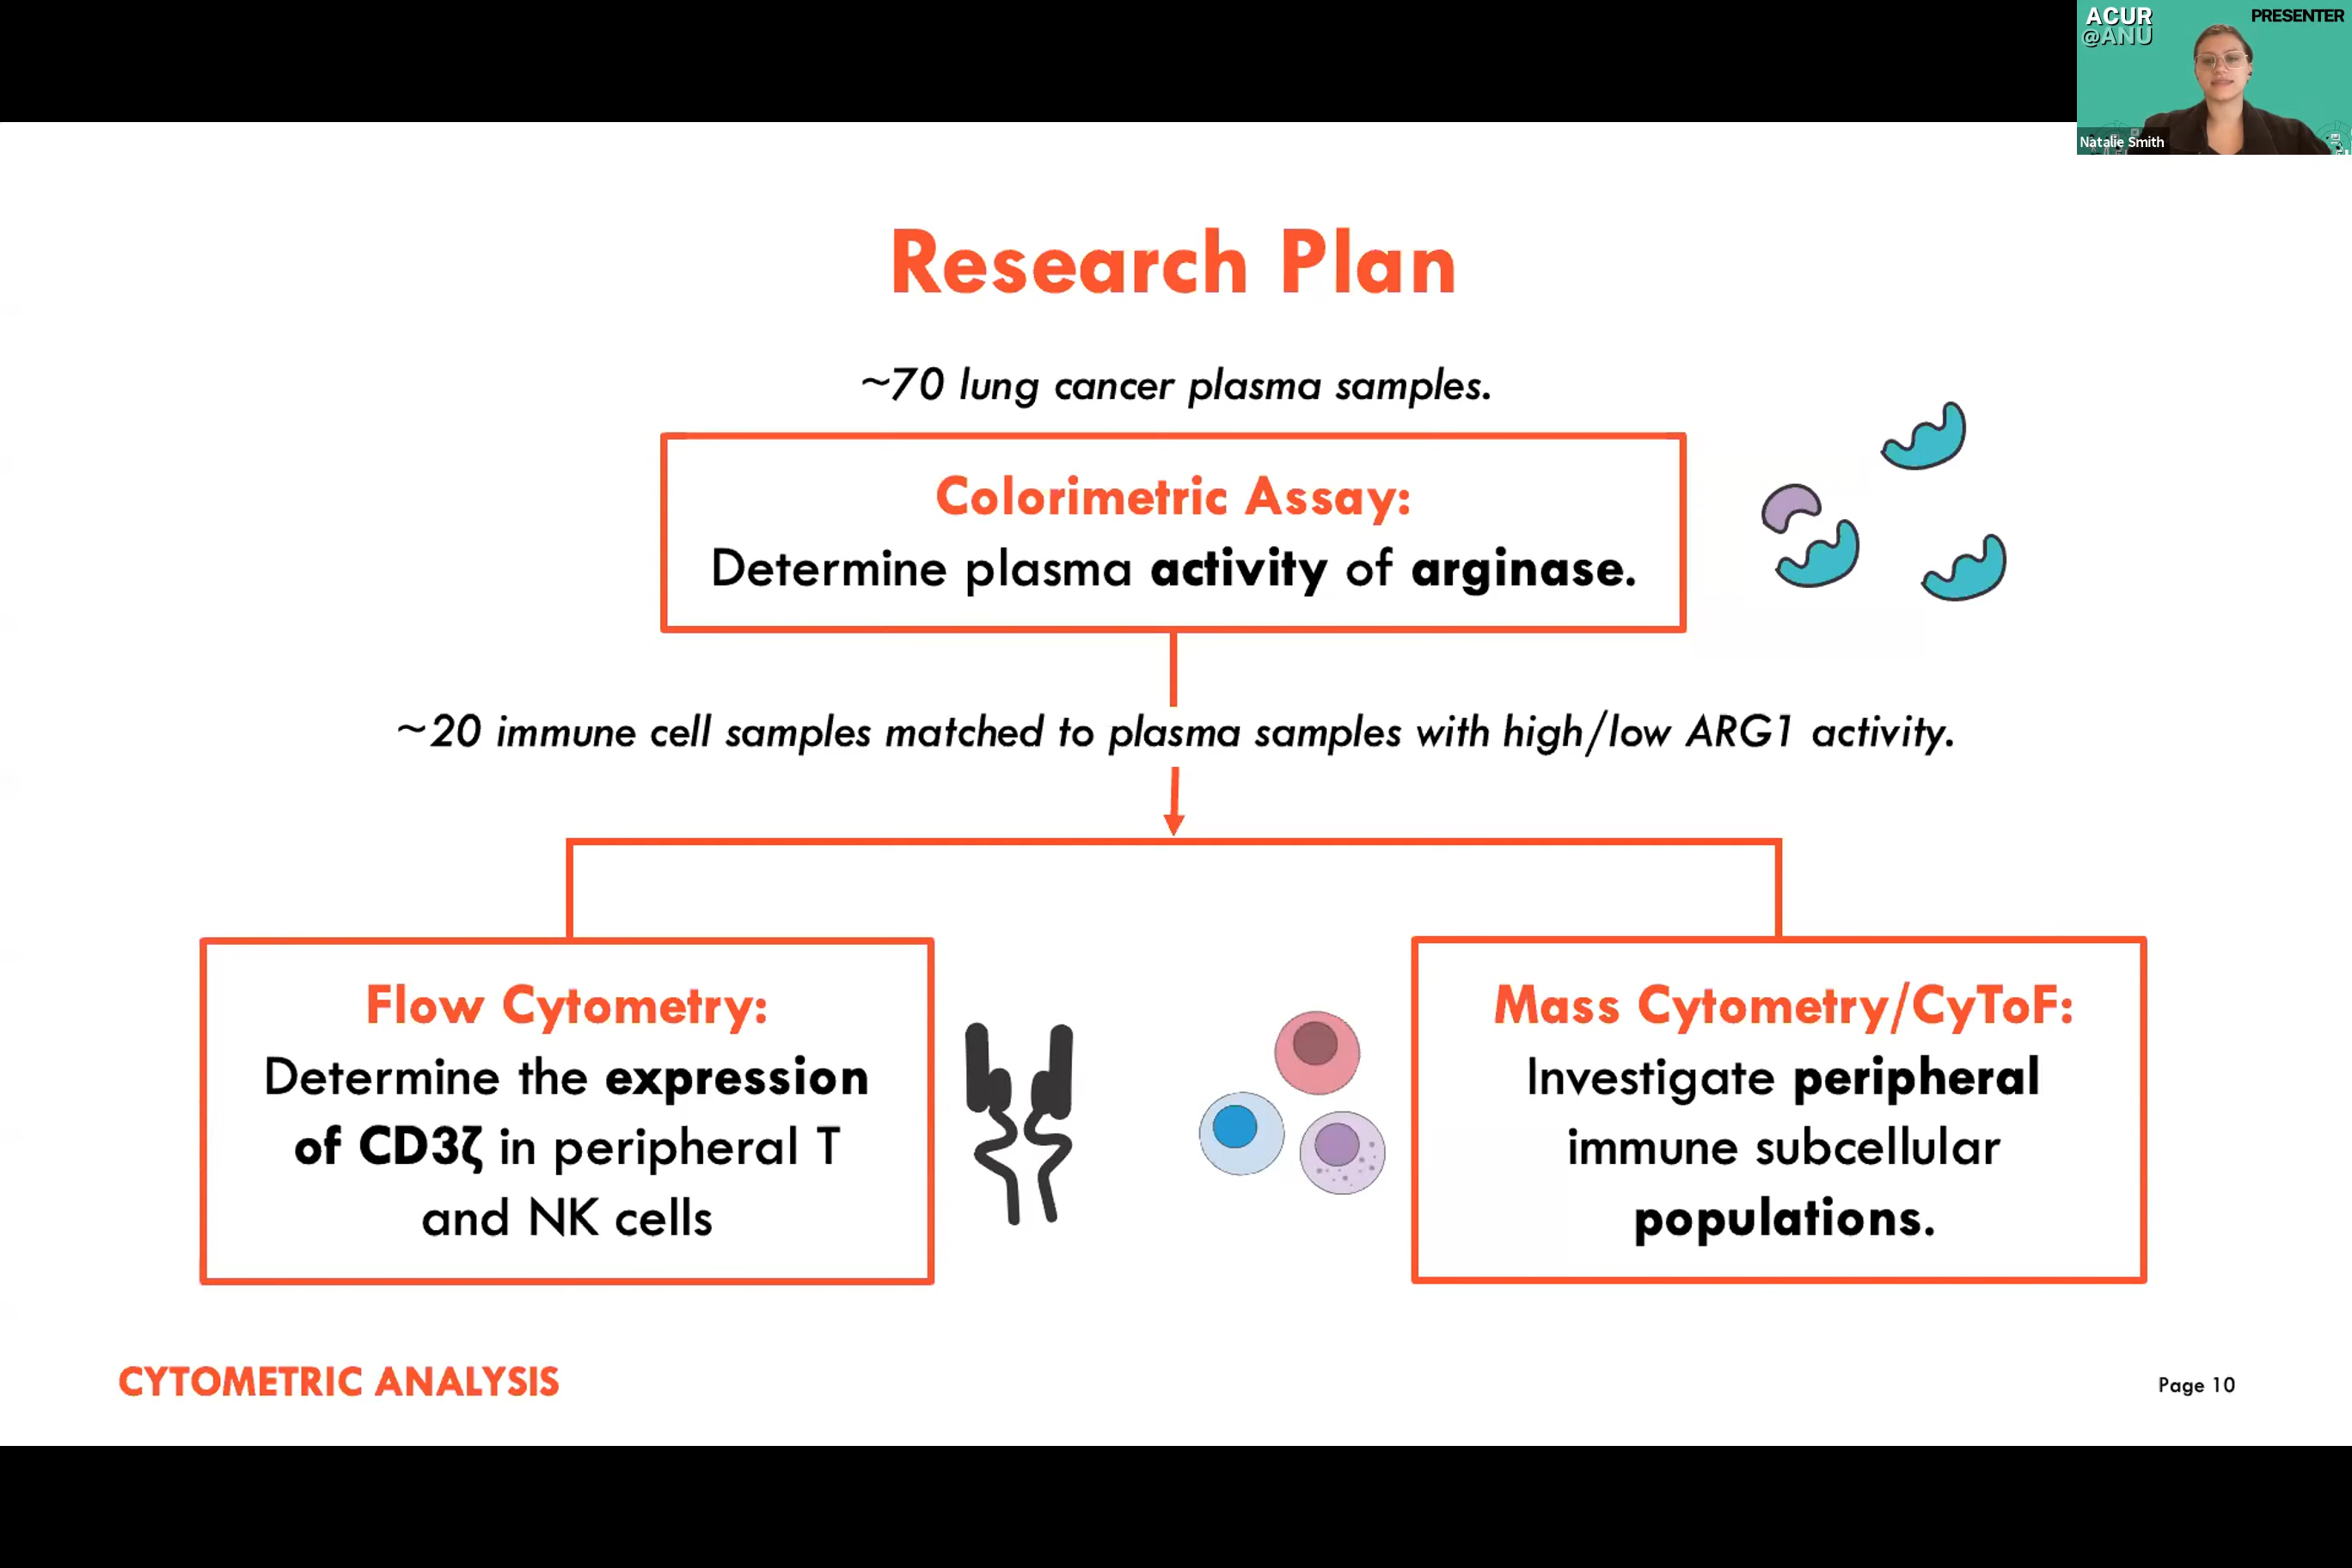 ACUR
@ANU
PRESENTER
Natalie Smith
Research Plan
~70 lung cancer plasma samples.
Colorimetric Assay:
Determine plasma activity of arginase.
~20 immune cell samples matched to plasma samples with high/low ARG1 activity.
Flow Cytometry:
Determine the expression
of CD3ζ in peripheral T
and NK cells
Mass Cytometry/CyToF:
Investigate peripheral
immune subcellular
populations.
CYTOMETRIC ANALYSIS
Page 10